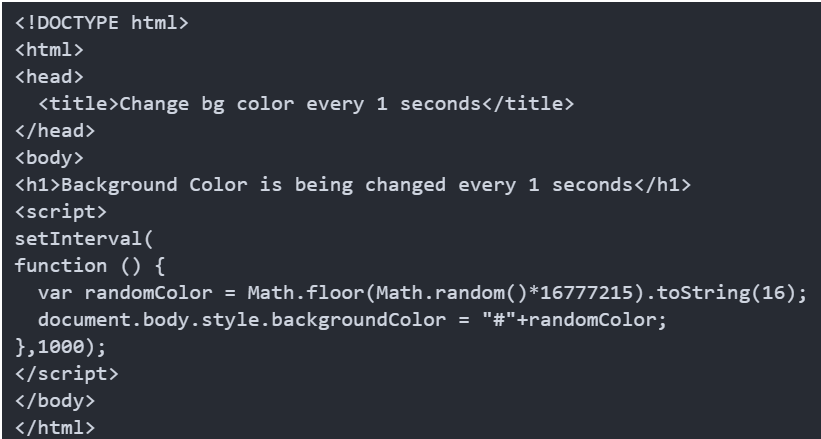 <!DOCTYPE html>
<html>
<head>
  <title>Change bg color every 1 seconds</title>
</head>
<body>
<h1>Background Color is being changed every 1 seconds</h1>
<script>
setInterval(
function () {
  var randomColor = Math.floor(Math.random()*16777215).toString(16);
  document.body.style.backgroundColor = "#"+randomColor;
},1000);
</script>
</body>
</html>